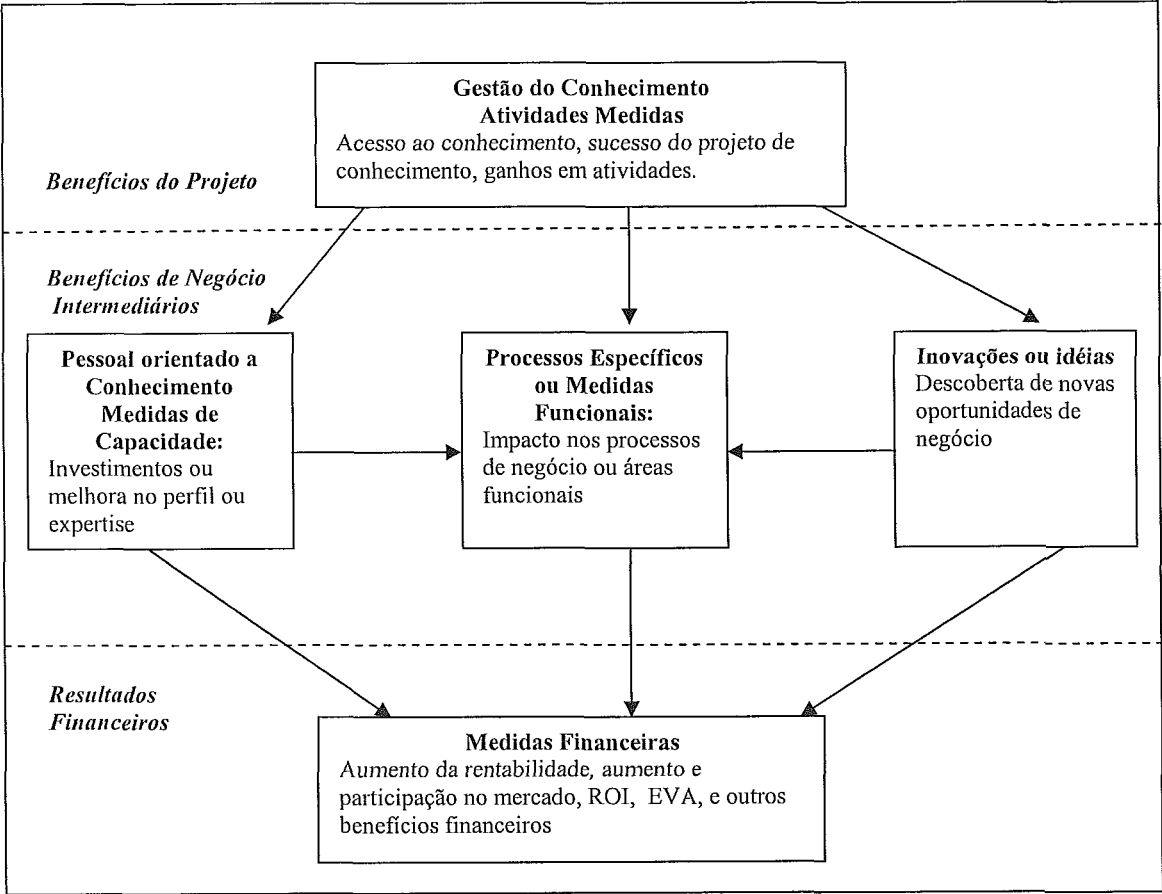 Gestão do Conhecimento
Atividades Medidas
Acesso ao conhecimento, sucesso do projeto de
conhecimento, ganhos em atividades.
Benefícios do Projeto
Benefícios de Negócio
Intermediários
Pessoal orientado a
Conhecimento
Medidas de
Capacidade:
Investimentos ou
melhora no perfil ou
expertise
Processos Específicos
ou Medidas
Funcionais:
Impacto nos processos
de negócio ou áreas
funcionais
Inovações ou idéias
Descoberta de novas
oportunidades de
negócio
Resultados
Financeiros
Medidas Financeiras
Aumento da rentabilidade, aumento e
participação no mercado, ROI, EVA, e outros
benefícios financeiros